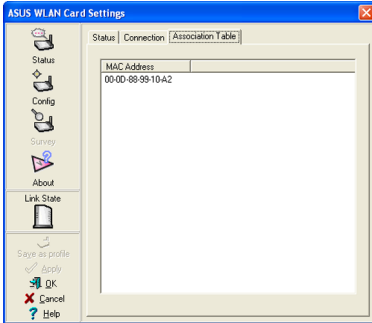 ASUS WLAN Card Settings
Status
Config
Survey
About
Link State
Save as profile
Apply
OK
Cancel
Help
Status Connection Association Table
MAC Address
00-0D-88-99-10-A2